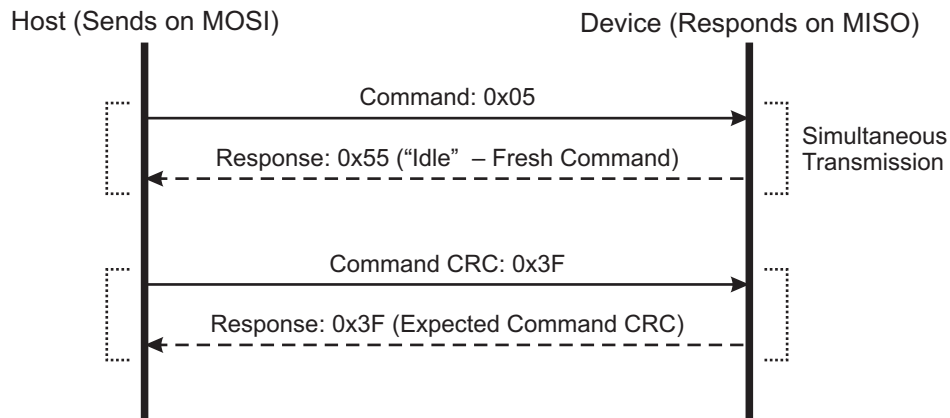 Host (Sends on MOSI)
Device (Responds on MISO)
Command: 0x05
Response: 0x55 (“Idle” – Fresh Command)
Simultaneous
Transmission
Command CRC: 0x3F
Response: 0x3F (Expected Command CRC)